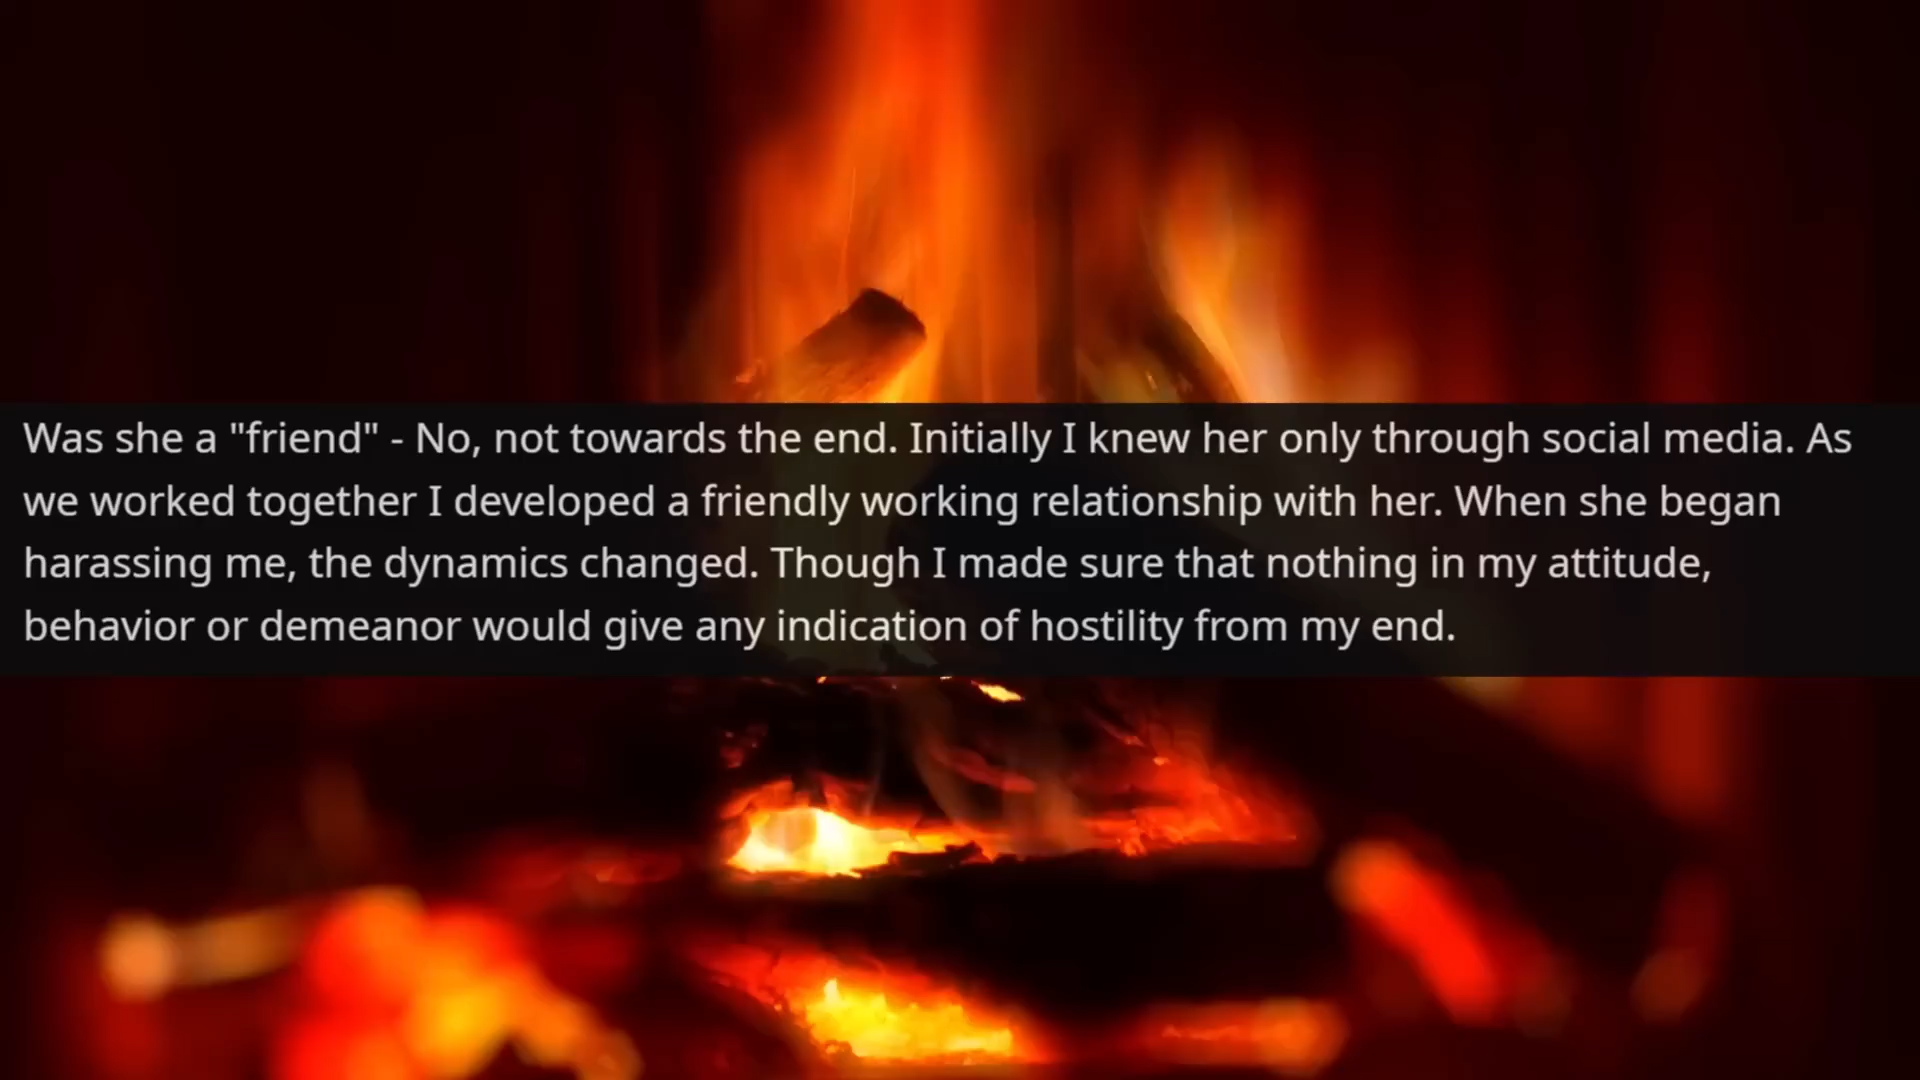 Was she a "friend" - No, not towards the end. Initially I knew her only through social media. As
we worked together I developed a friendly working relationship with her. When she began
harassing me, the dynamics changed. Though I made sure that nothing in my attitude,
behavior or demeanor would give any indication of hostility from my end.